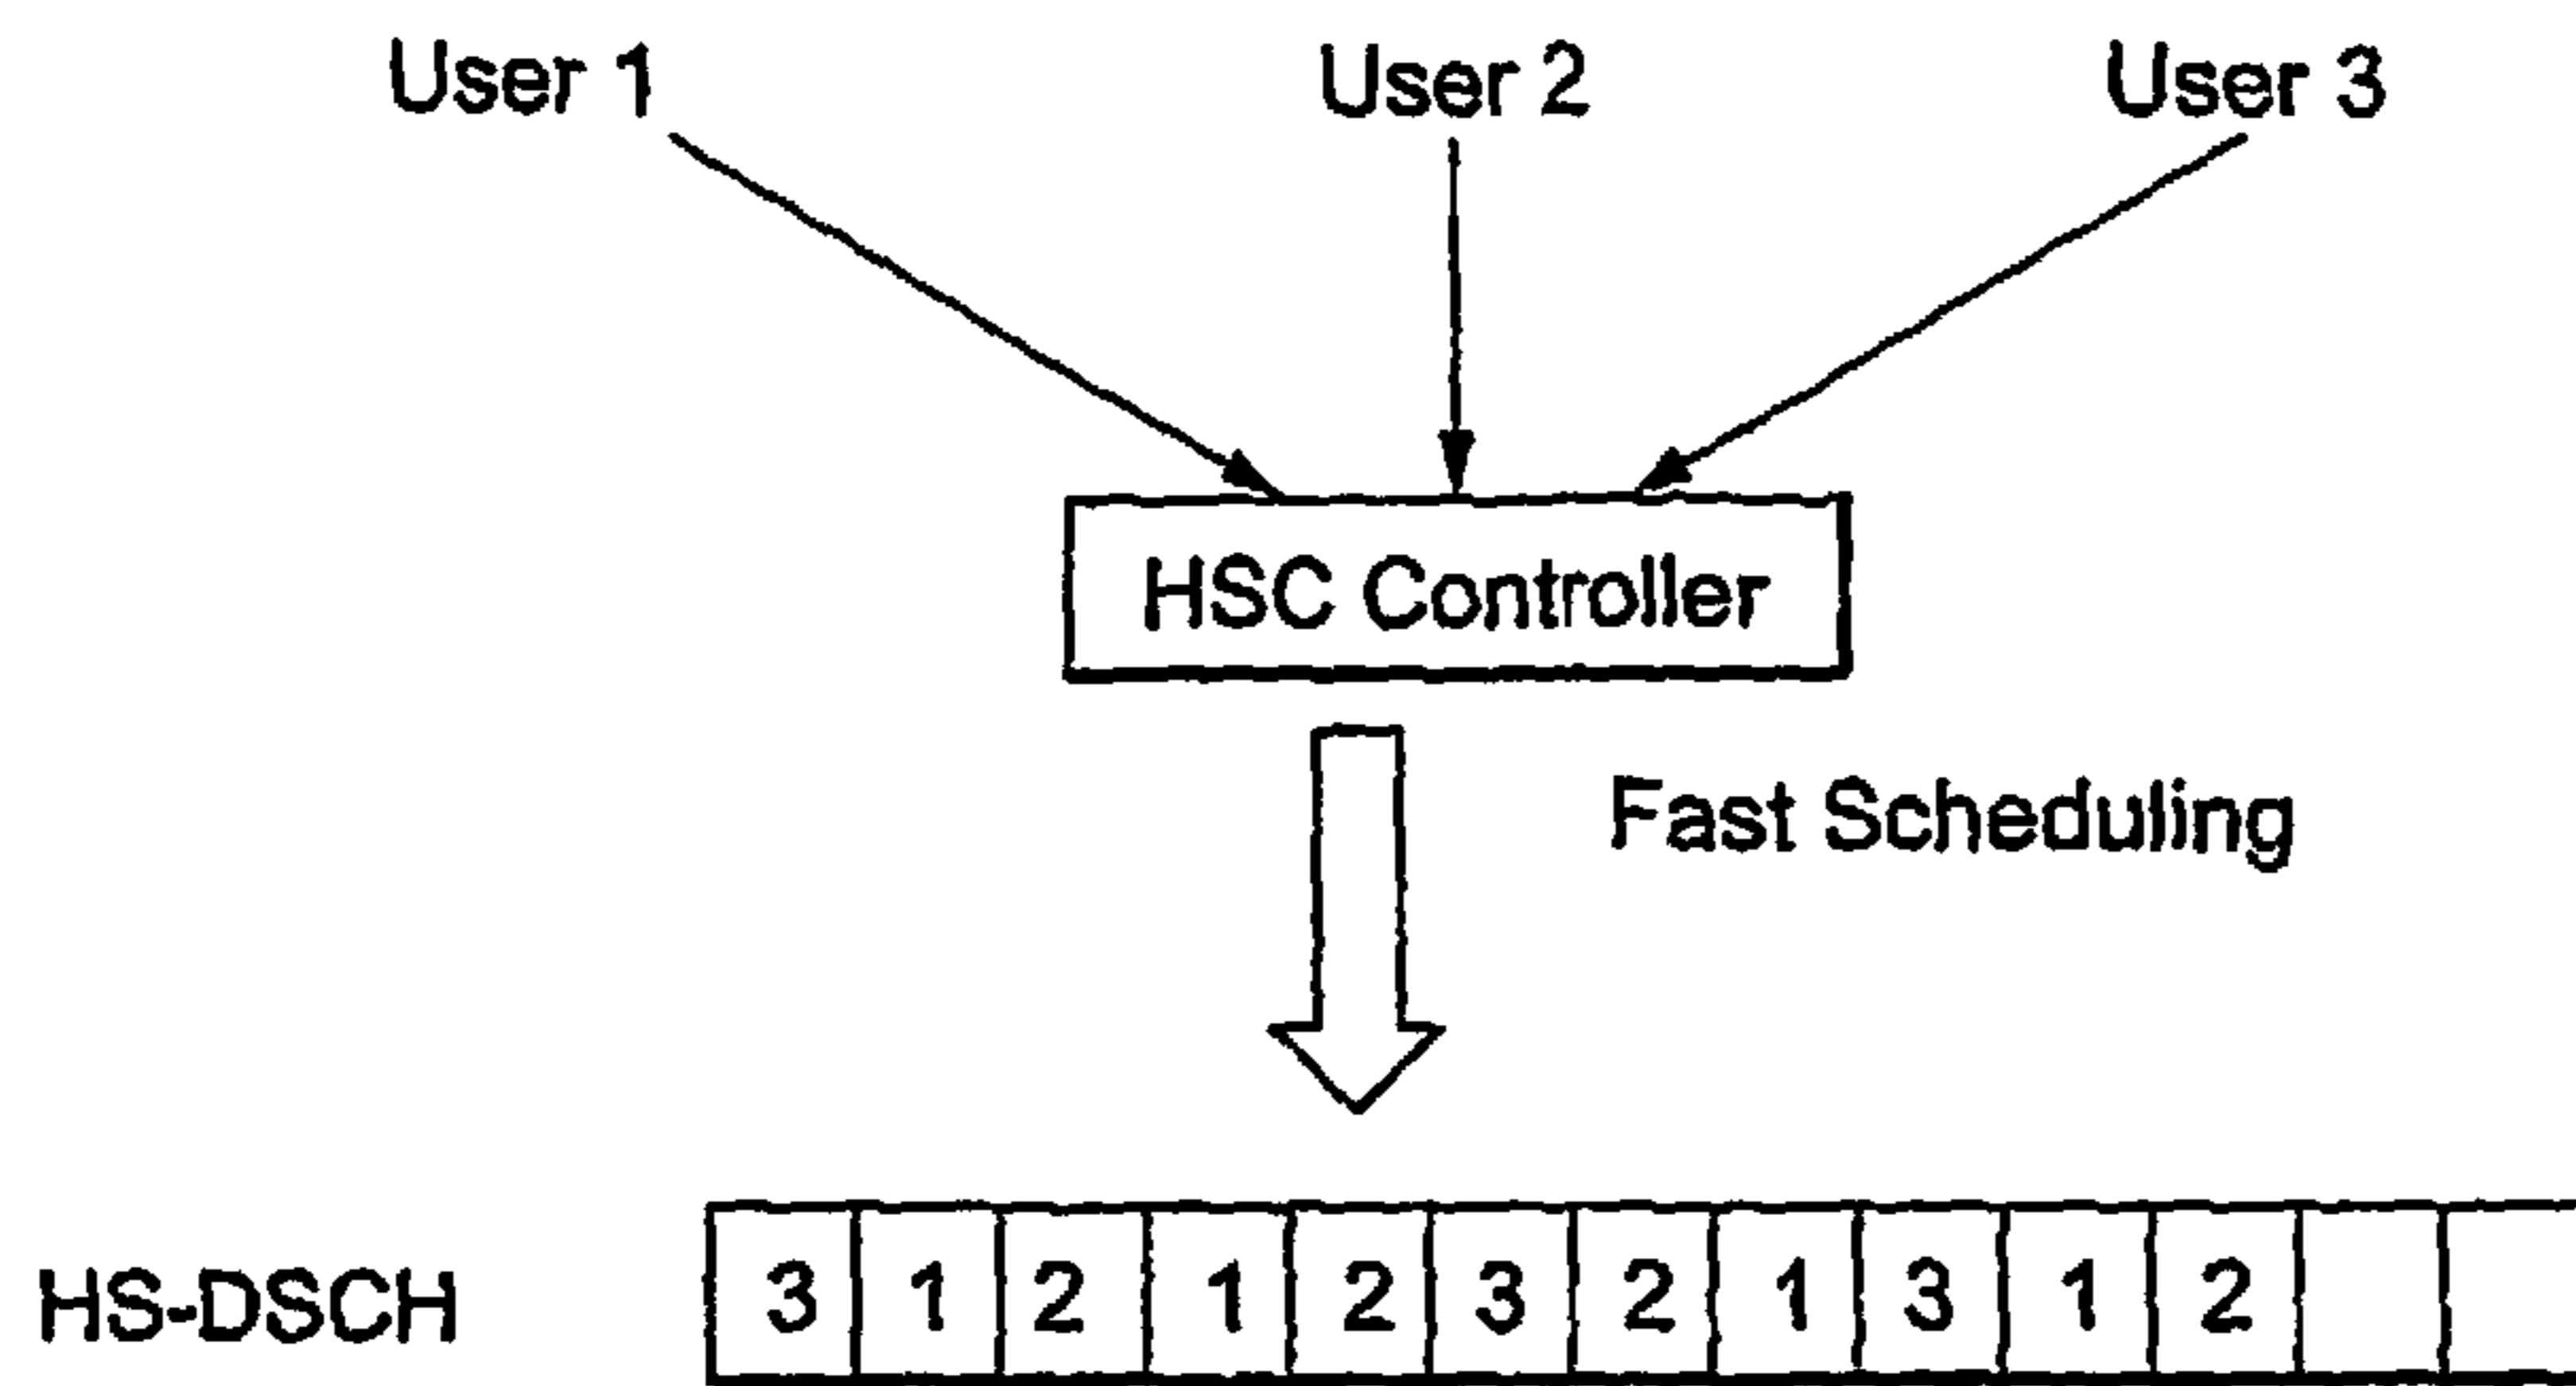 User 1 User 2 User 3
HSC Controller
Fast Scheduling
HS-DSCH 3 1 2 1 2 3 2 1 3 1 2